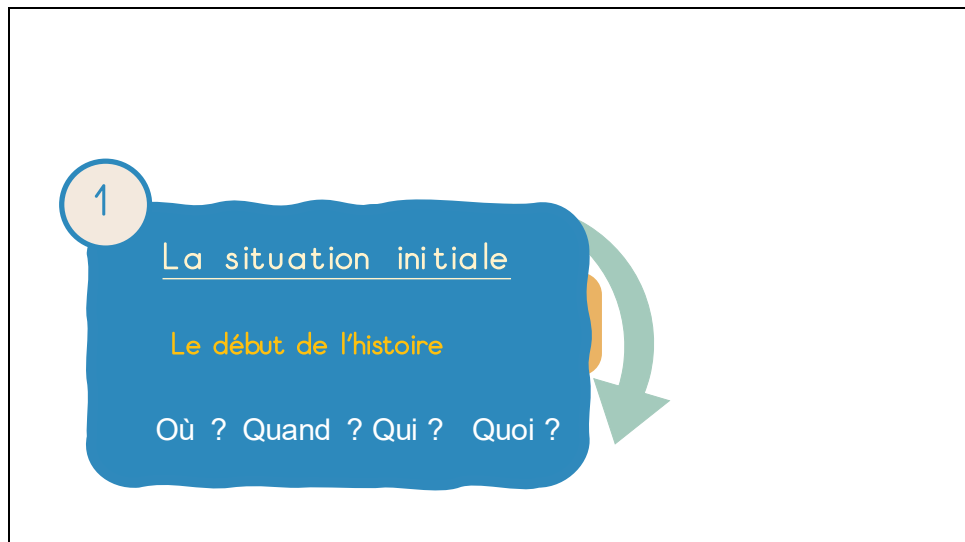 1
La situation initiale
Le début de l'histoire
Où ? Quand ? Qui ? Quoi ?